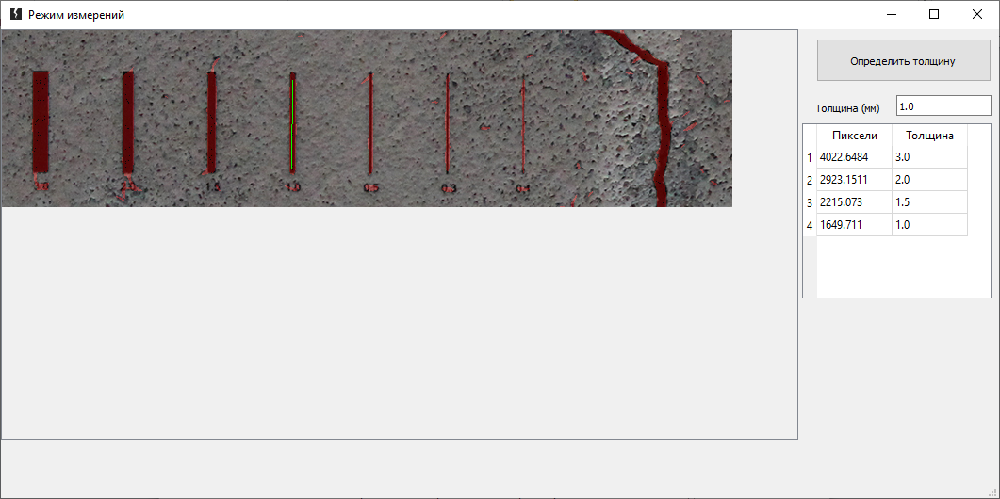 Режим измерений
Определить толщину
Толщина (мм) 1.0
Пиксели Толщина
1 4022.6484 3.0
2 2923.1511 2.0
3 2215.073 1.5
4 1649.711 1.0
3.0 2.0 1.5 1.0 0.5 0.3 0.1